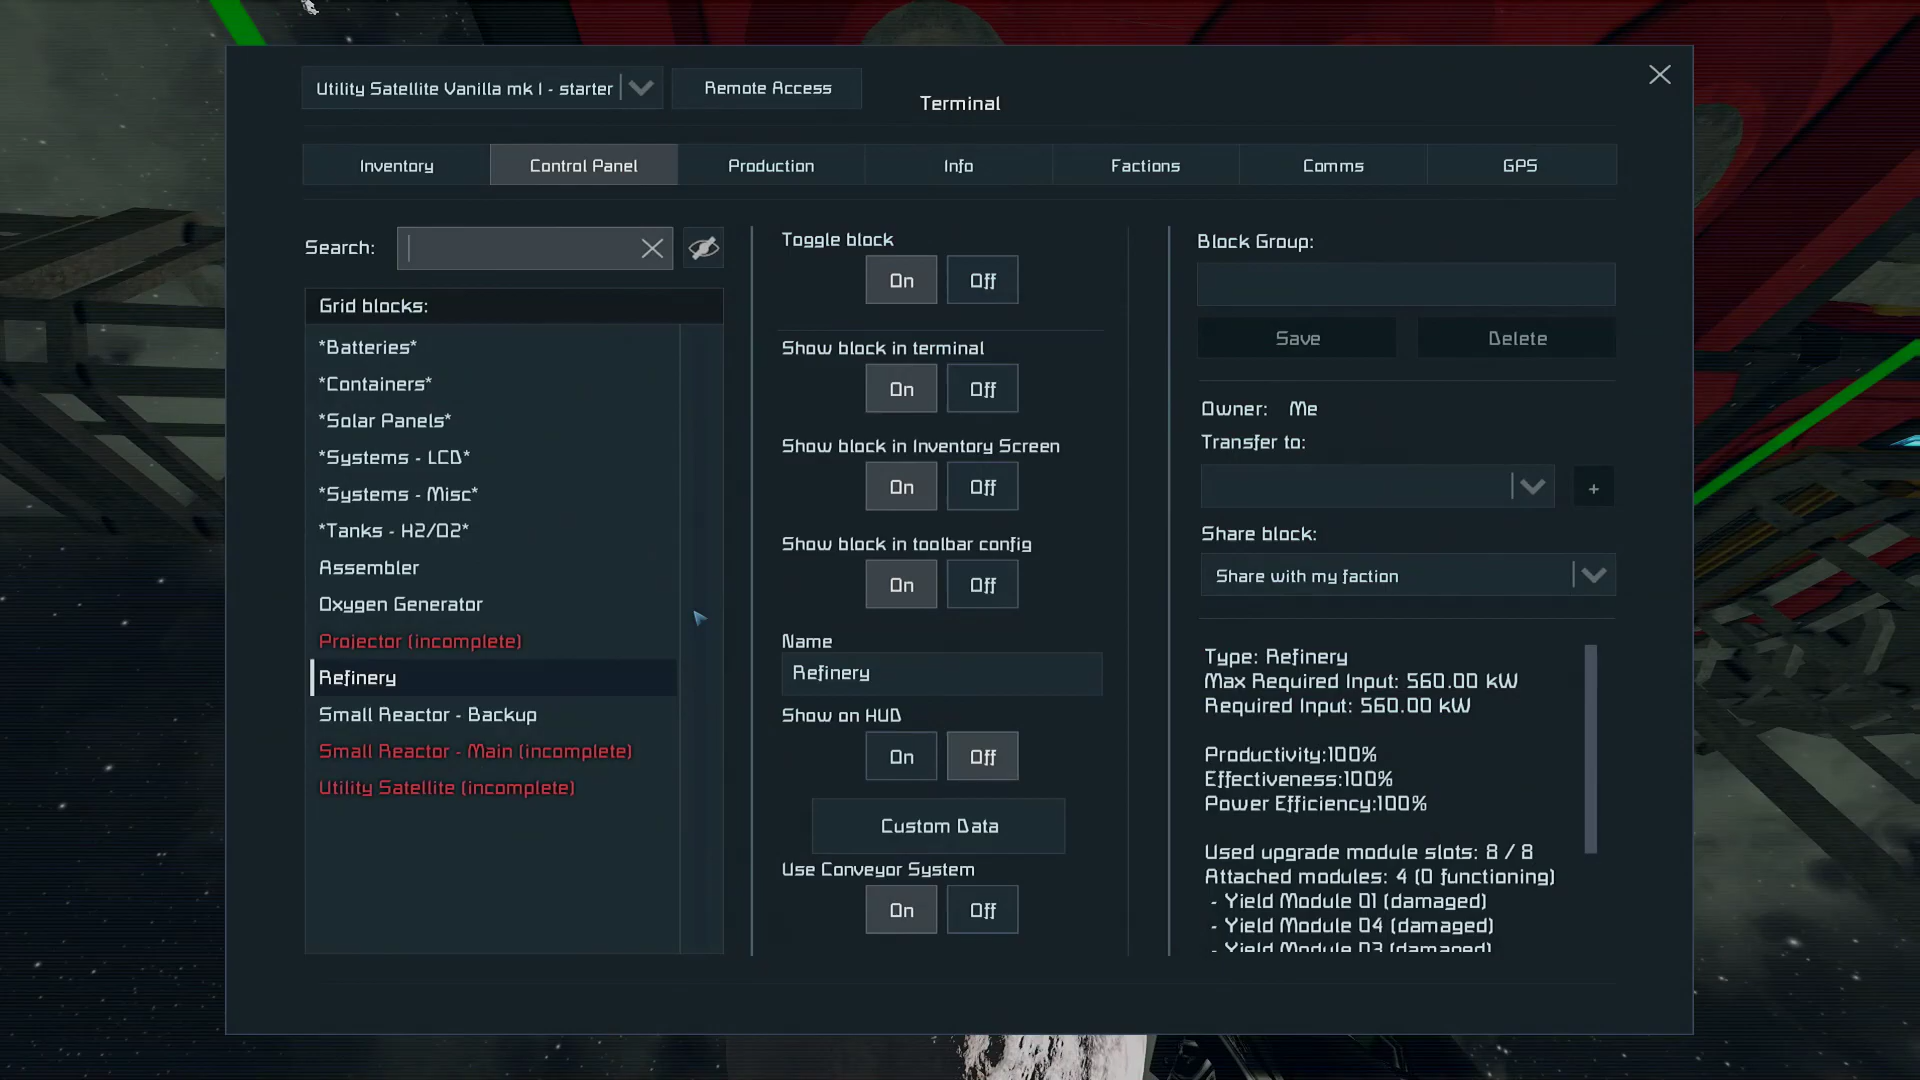 Utility Satellite Vanilla mk I - starter
Remote Access
Terminal
Inventory
Control Panel
Production
Info
Factions
Comms
GPS
Search:
Grid blocks:
*Batteries*
*Containers*
*Solar Panels*
*Systems - LCD*
*Systems - Misc*
*Tanks - H2/O2*
Assembler
Oxygen Generator
Projector (incomplete)
Refinery
Small Reactor - Backup
Small Reactor - Main (incomplete)
Utility Satellite (incomplete)
Toggle block
On Off
Show block in terminal
On Off
Show block in Inventory Screen
On Off
Show block in toolbar config
On Off
Name
Refinery
Show on HUD
On Off
Custom Data
Use Conveyor System
On Off
Block Group:
Save
Delete
Owner: Me
Transfer to:
+
Share block:
Share with my faction
Type: Refinery
Max Required Input: 560.00 kW
Required Input: 560.00 kW
Productivity:100%
Effectiveness:100%
Power Efficiency:100%
Used upgrade module slots: 8 / 8
Attached modules: 4 (0 functioning)
- Yield Module 01 (damaged)
- Yield Module 04 (damaged)
- Yield Module 03 (damaged)